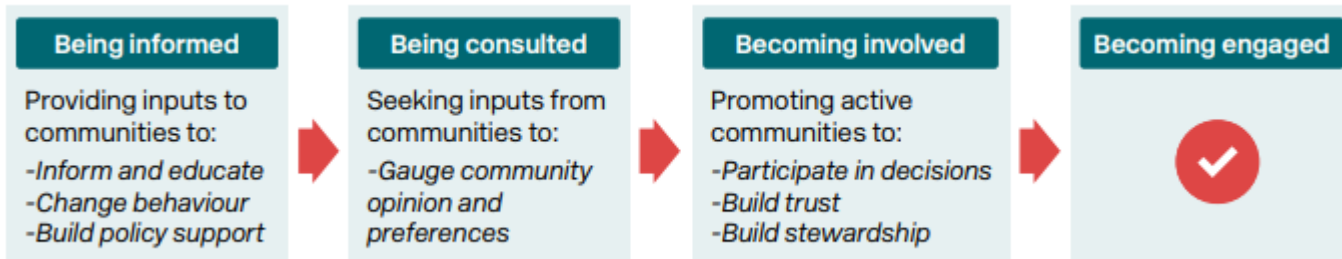 Being informed
Providing inputs to
communities to:
-Inform and educate
-Change behaviour
-Build policy support
Being consulted
Seeking inputs from
communities to:
-Gauge community
opinion and
preferences
Becoming involved
Promoting active
communities to:
-Participate in decisions
-Build trust
-Build stewardship
Becoming engaged